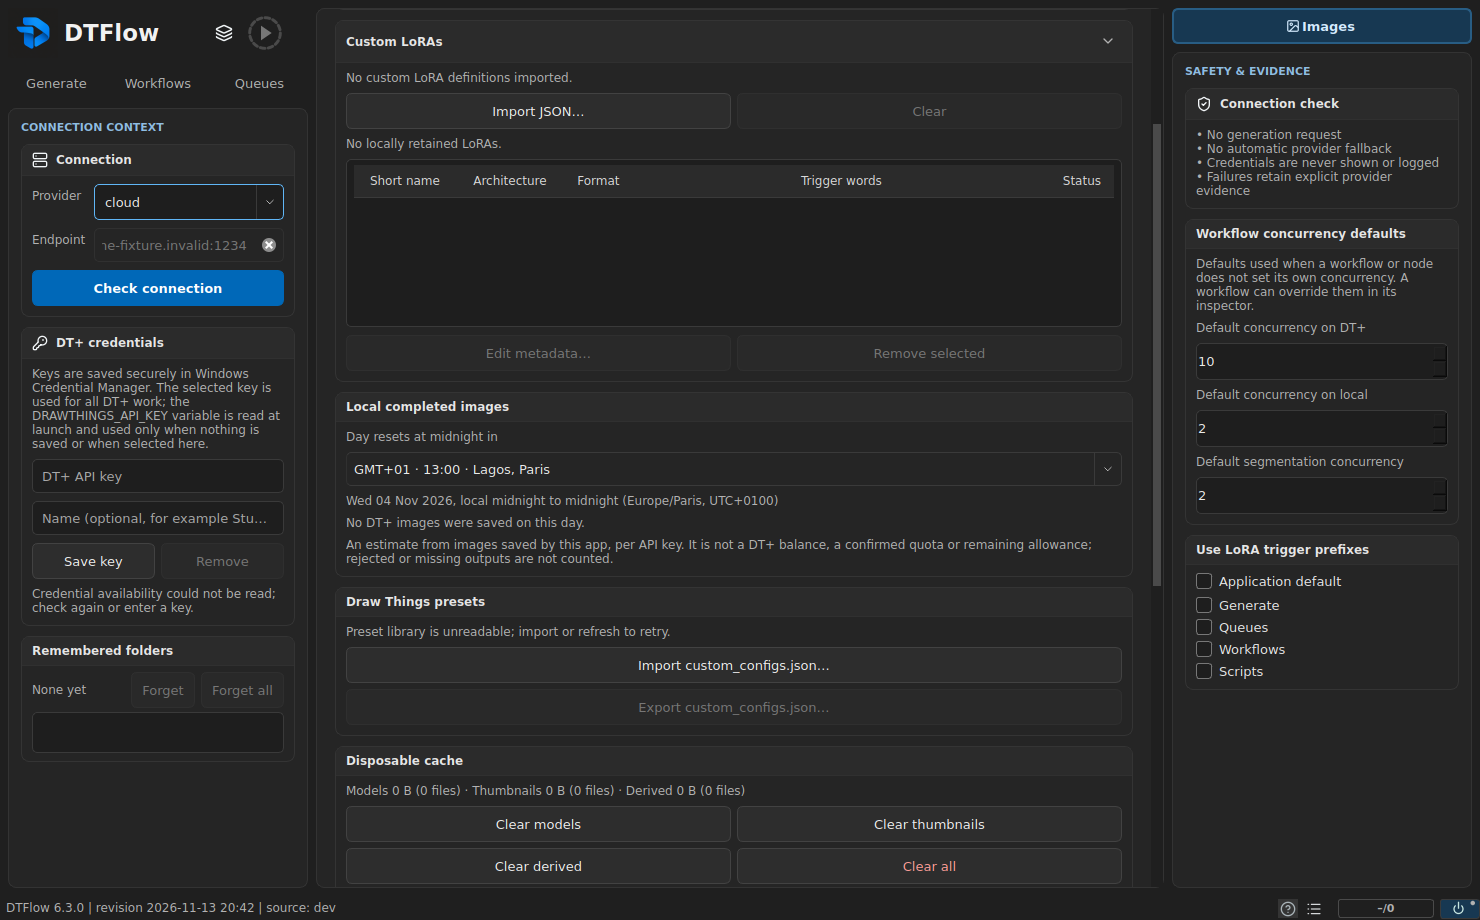 DTFlow
Generate
Workflows
Queues
CONNECTION CONTEXT
Connection
Provider
cloud
Endpoint
ne-fixture.invalid:1234
Check connection
DT+ credentials
Keys are saved securely in Windows
Credential Manager. The selected key is
used for all DT+ work; the
DRAWTHINGS_API_KEY variable is read at
launch and used only when nothing is
saved or when selected here.
DT+ API key
Name (optional, for example Stu...
Save key
Remove
Credential availability could not be read;
check again or enter a key.
Remembered folders
None yet
Forget
Forget all
Custom LoRAs
No custom LoRA definitions imported.
Import JSON...
Clear
No locally retained LoRAs.
Short name
Architecture
Format
Trigger words
Status
Edit metadata...
Remove selected
Local completed images
Day resets at midnight in
GMT+01 · 13:00 · Lagos, Paris
Wed 04 Nov 2026, local midnight to midnight (Europe/Paris, UTC+0100)
No DT+ images were saved on this day.
An estimate from images saved by this app, per API key. It is not a DT+ balance, a confirmed quota or remaining allowance;
rejected or missing outputs are not counted.
Draw Things presets
Preset library is unreadable; import or refresh to retry.
Import custom_configs.json...
Export custom_configs.json...
Disposable cache
Models 0 B (0 files) · Thumbnails 0 B (0 files) · Derived 0 B (0 files)
Clear models
Clear thumbnails
Clear derived
Clear all
Images
SAFETY & EVIDENCE
Connection check
• No generation request
• No automatic provider fallback
• Credentials are never shown or logged
• Failures retain explicit provider
evidence
Workflow concurrency defaults
Defaults used when a workflow or node
does not set its own concurrency. A
workflow can override them in its
inspector.
Default concurrency on DT+
10
Default concurrency on local
2
Default segmentation concurrency
2
Use LoRA trigger prefixes
Application default
Generate
Queues
Workflows
Scripts
DTFlow 6.3.0 | revision 2026-11-13 20:42 | source: dev
–/0